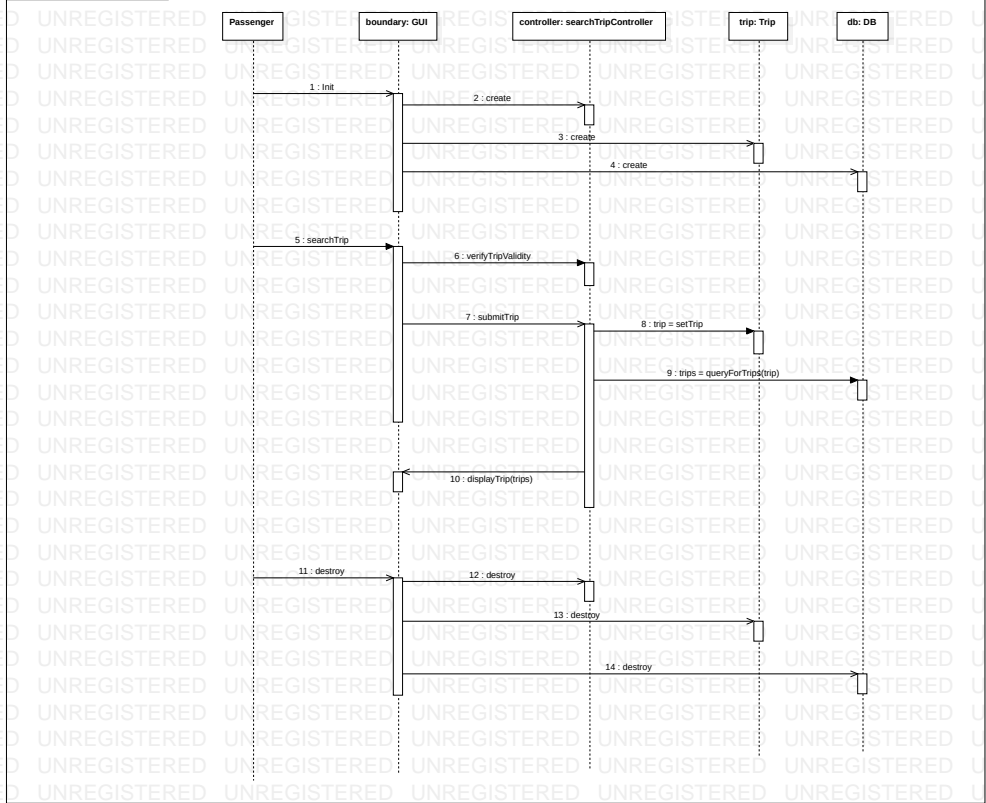 Passenger
boundary: GUI
controller: searchTripController
trip: Trip
db: DB
1 : Init
2 : create
3 : create
4 : create
5 : searchTrip
6 : verifyTripValidity
7 : submitTrip
8 : trip = setTrip
9 : trips = queryForTrips(trip)
10 : displayTrip(trips)
11 : destroy
12 : destroy
13 : destroy
14 : destroy
UNREGISTERED